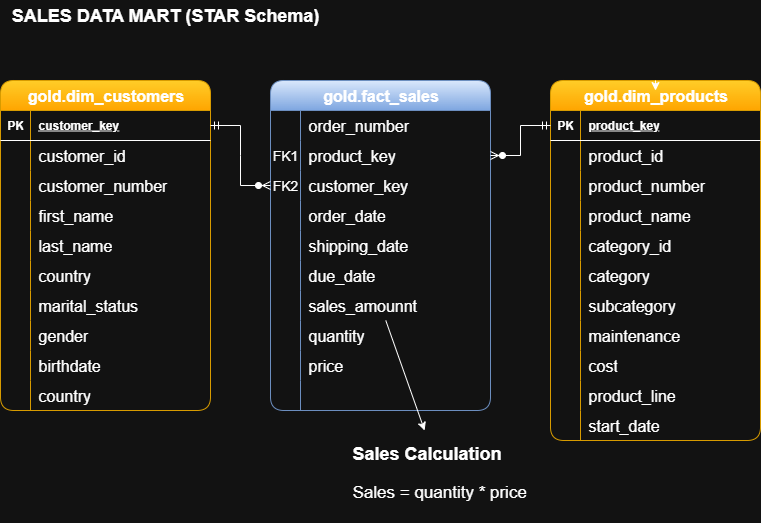 SALES DATA MART (STAR Schema)
gold.dim_customers
PK customer_key
customer_id
customer_number
first_name
last_name
country
marital_status
gender
birthdate
country
gold.fact_sales
order_number
FK1 product_key
FK2 customer_key
order_date
shipping_date
due_date
sales_amounnt
quantity
price
gold.dim_products
PK product_key
product_id
product_number
product_name
category_id
category
subcategory
maintenance
cost
product_line
start_date
Sales Calculation
Sales = quantity * price